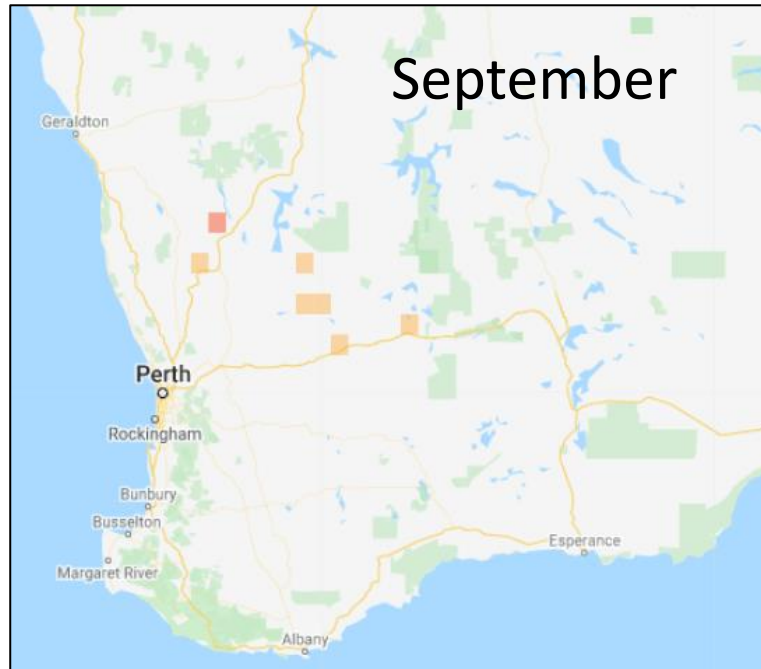 September
Geraldton
Perth
Rockingham
Bunbury
Busselton
Margaret River
Esperance
Albany